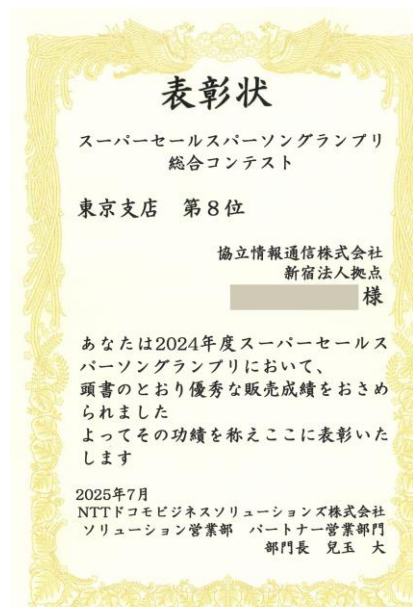 表彰状
スーパーセールスパーソングランプリ
総合コンテスト
東京支店　第８位
協立情報通信株式会社
新宿法人拠点
様
あなたは2024年度スーパーセールス
パーソングランプリにおいて、
頭書のとおり優秀な販売成績をおさめ
られました
よってその功績を称えここに表彰いた
します
2025年7月
NTTドコモビジネスソリューションズ株式会社
ソリューション営業部　パートナー営業部門
部門長　兒玉　大